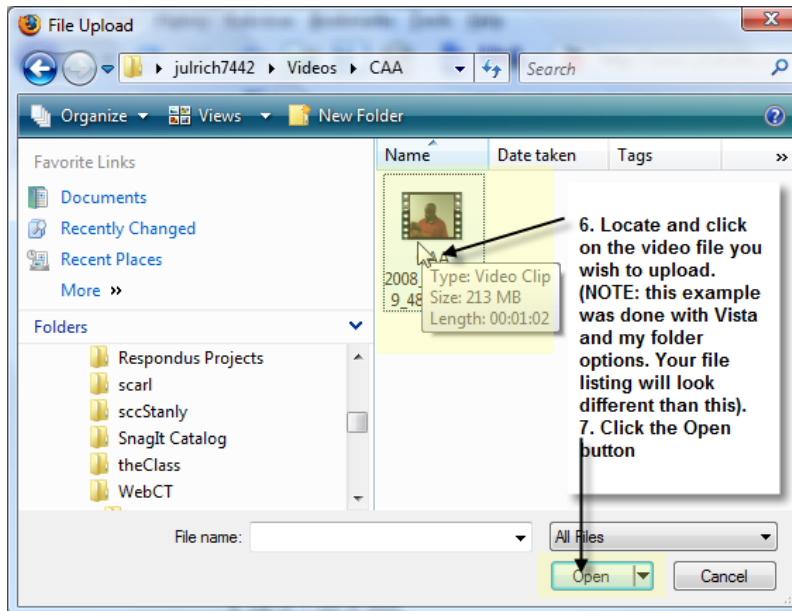 File Upload
julrich7442 Videos CAA
Search
Organize Views New Folder
Favorite Links
Documents
Recently Changed
Recent Places
More »
Folders
Respondus Projects
scarl
sccStanly
SnagIt Catalog
theClass
WebCT
Name Date taken Tags »
2008_
9_48
Type: Video Clip
Size: 213 MB
Length: 00:01:02
6. Locate and click
on the video file you
wish to upload.
(NOTE: this example
was done with Vista
and my folder
options. Your file
listing will look
different than this).
7. Click the Open
button
File name:
All Files
Open Cancel